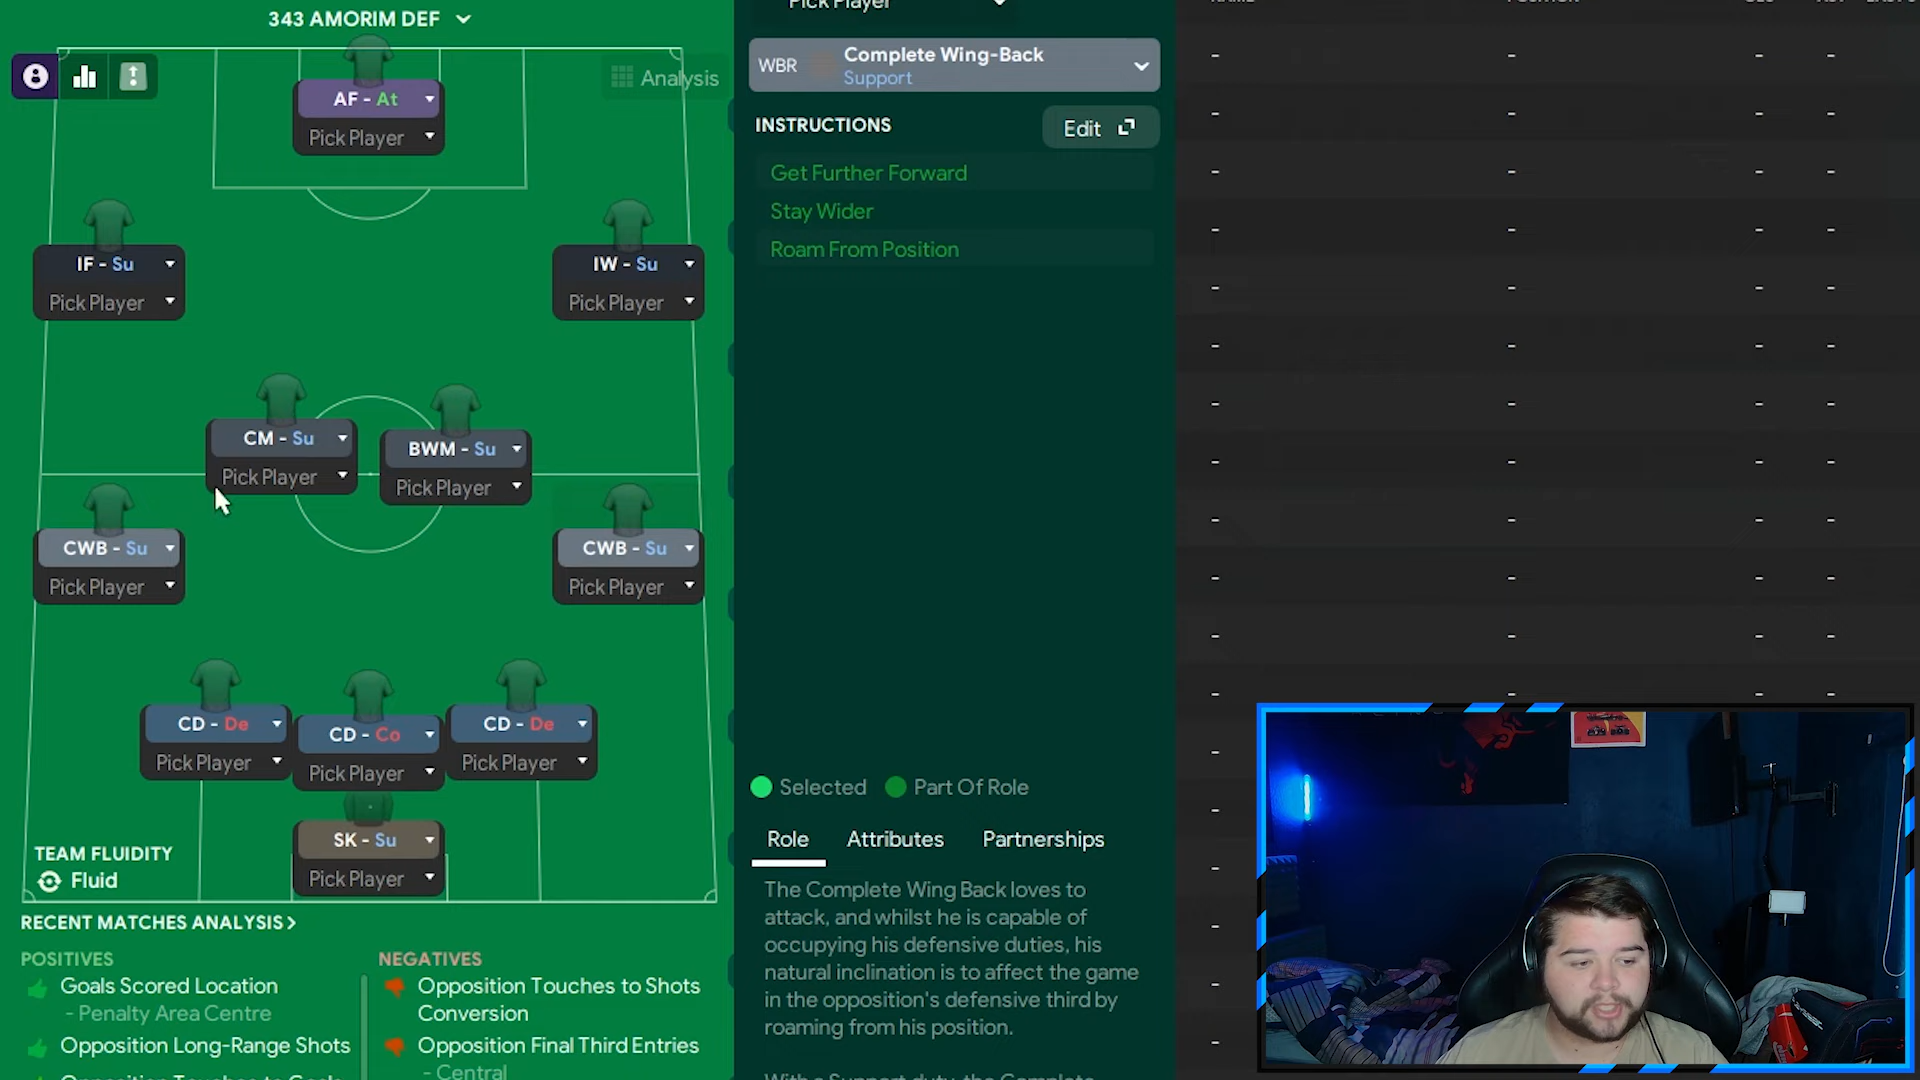 343 AMORIM DEF
Analysis
AF - At
Pick Player
IF - Su
Pick Player
IW - Su
Pick Player
CM - Su
Pick Player
BWM - Su
Pick Player
CWB - Su
Pick Player
CWB - Su
Pick Player
CD - De
Pick Player
CD - Co
Pick Player
CD - De
Pick Player
SK - Su
Pick Player
TEAM FLUIDITY
Fluid
RECENT MATCHES ANALYSIS >
POSITIVES
Goals Scored Location
- Penalty Area Centre
Opposition Long-Range Shots
NEGATIVES
Opposition Touches to Shots
Conversion
Opposition Final Third Entries
- Central
Pick Player
WBR
Complete Wing-Back
Support
INSTRUCTIONS
Edit
Get Further Forward
Stay Wider
Roam From Position
Selected
Part Of Role
Role
Attributes
Partnerships
The Complete Wing Back loves to
attack, and whilst he is capable of
occupying his defensive duties, his
natural inclination is to affect the game
in the opposition's defensive third by
roaming from his position.
With a Support duty, the Complete